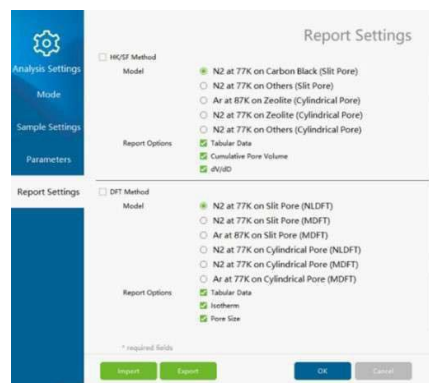 Report Settings
Analysis Settings
Mode
Sample Settings
Parameters
Report Settings
HK/SF Method
Model
N2 at 77K on Carbon Black (Slit Pore)
N2 at 77K on Others (Slit Pore)
Ar at 87K on Zeolite (Cylindrical Pore)
N2 at 77K on Zeolite (Cylindrical Pore)
N2 at 77K on Others (Cylindrical Pore)
Report Options
Tabular Data
Cumulative Pore Volume
dV/dD
DFT Method
Model
N2 at 77K on Slit Pore (NLDFT)
N2 at 77K on Slit Pore (MDFT)
Ar at 87K on Slit Pore (MDFT)
N2 at 77K on Cylindrical Pore (NLDFT)
N2 at 77K on Cylindrical Pore (MDFT)
Ar at 77K on Cylindrical Pore (MDFT)
Report Options
Tabular Data
Isotherm
Pore Size
* required fields
Import Export OK Cancel